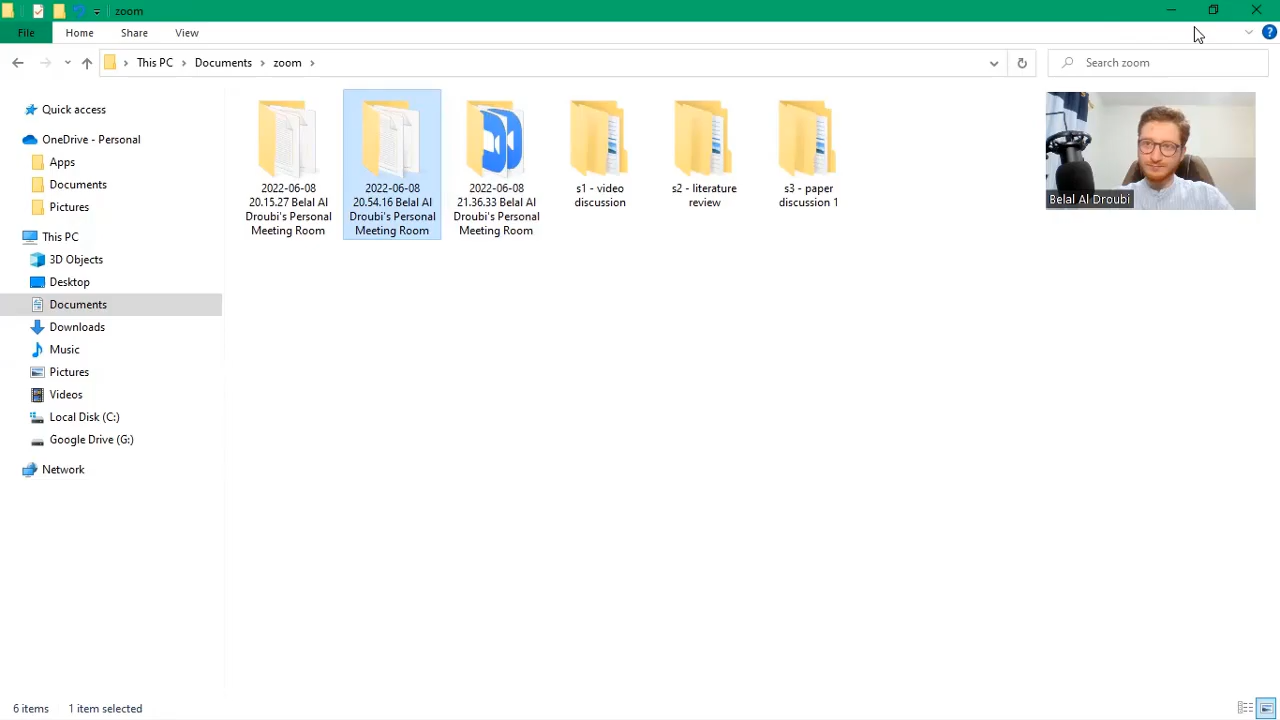 zoom
File
Home
Share
View
This PC
Documents
zoom
Search zoom
Quick access
OneDrive - Personal
Apps
Documents
Pictures
This PC
3D Objects
Desktop
Documents
Downloads
Music
Pictures
Videos
Local Disk (C:)
Google Drive (G:)
Network
2022-06-08
20.15.27 Belal Al
Droubi's Personal
Meeting Room
2022-06-08
20.54.16 Belal Al
Droubi's Personal
Meeting Room
2022-06-08
21.36.33 Belal Al
Droubi's Personal
Meeting Room
s1 - video
discussion
s2 - literature
review
s3 - paper
discussion 1
Belal Al Droubi
6 items
1 item selected